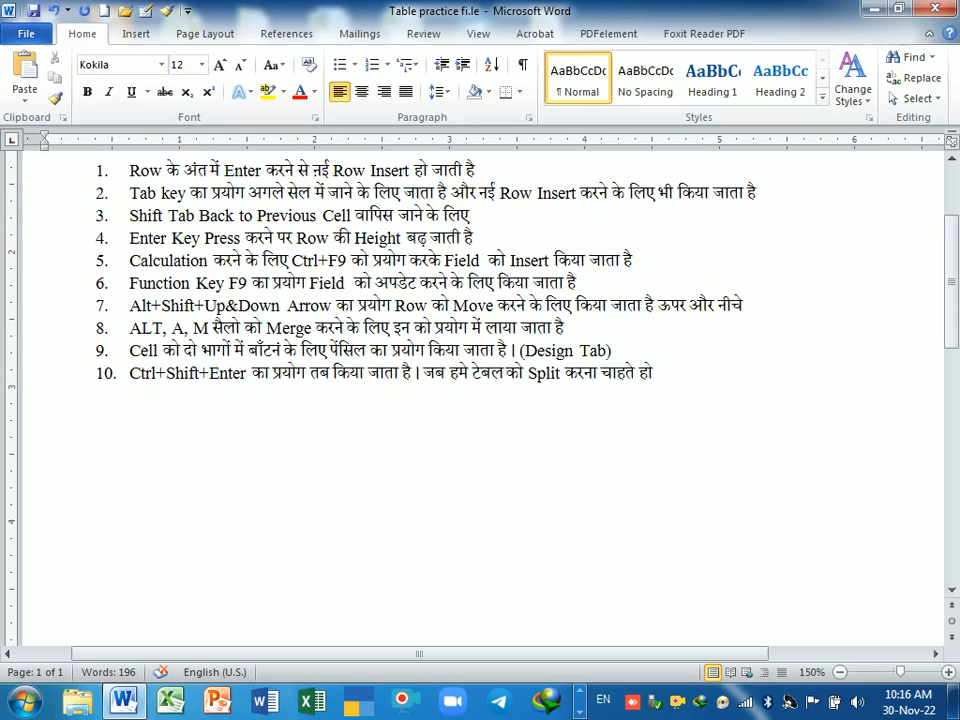 Table practice fi.le - Microsoft Word
File Home Insert Page Layout References Mailings Review View Acrobat PDFelement Foxit Reader PDF
Paste
Kokila 12
AaBbCcDc AaBbCcDc AaBbC AaBbCc
¶ Normal No Spacing Heading 1 Heading 2
Change Styles
Find
Replace
Select
Clipboard Font Paragraph Styles Editing
1 2 3 4 5 6
1. Row के अंत में Enter करने से नई Row Insert हो जाती है
2. Tab key का प्रयोग अगले सेल में जाने के लिए जाता है और नई Row Insert करने के लिए भी किया जाता है
3. Shift Tab Back to Previous Cell वापिस जाने के लिए
4. Enter Key Press करने पर Row की Height बढ़ जाती है
5. Calculation करने के लिए Ctrl+F9 को प्रयोग करके Field को Insert किया जाता है
6. Function Key F9 का प्रयोग Field को अपडेट करने के लिए किया जाता है
7. Alt+Shift+Up&Down Arrow का प्रयोग Row को Move करने के लिए किया जाता है ऊपर और नीचे
8. ALT, A, M सैलो को Merge करने के लिए इन को प्रयोग में लाया जाता है
9. Cell को दो भागों में बाँटनं के लिए पेंसिल का प्रयोग किया जाता है | (Design Tab)
10. Ctrl+Shift+Enter का प्रयोग तब किया जाता है | जब हमे टेबल को Split करना चाहते हो
Page: 1 of 1 Words: 196 English (U.S.) 150%
EN 10:16 AM
30-Nov-22